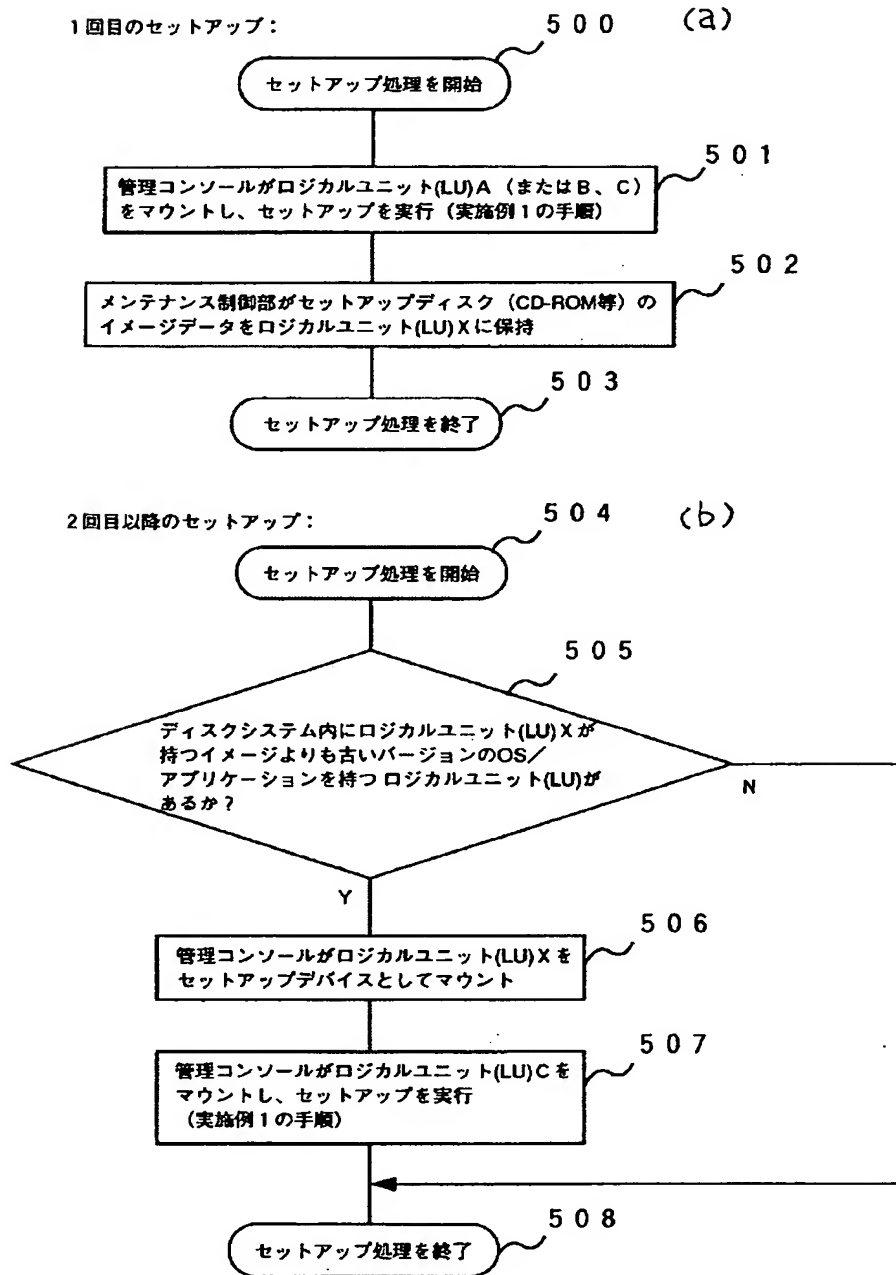 1回目のセットアップ：
500
(a)
セットアップ処理を開始
501
管理コンソールがロジカルユニット(LU)A（またはB、C）
をマウントし、セットアップを実行（実施例1の手順）
502
メンテナンス制御部がセットアップディスク（CD-ROM等）の
イメージデータをロジカルユニット(LU)Xに保持
503
セットアップ処理を終了
2回目以降のセットアップ：
504
(b)
セットアップ処理を開始
505
ディスクシステム内にロジカルユニット(LU)Xが
持つイメージよりも古いバージョンのOS／
アプリケーションを持つロジカルユニット(LU)が
あるか？
N
Y
506
管理コンソールがロジカルユニット(LU)Xを
セットアップデバイスとしてマウント
507
管理コンソールがロジカルユニット(LU)Cを
マウントし、セットアップを実行
（実施例1の手順）
508
セットアップ処理を終了